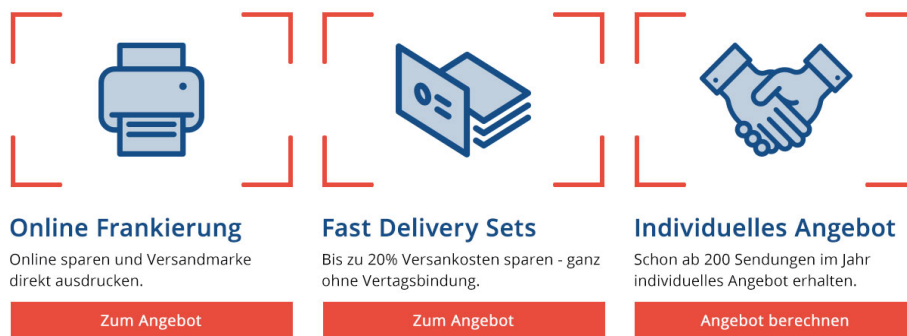 Online Frankierung
Online sparen und Versandmarke
direkt ausdrucken.
Zum Angebot
Fast Delivery Sets
Bis zu 20% Versankosten sparen - ganz
ohne Vertagsbindung.
Zum Angebot
Individuelles Angebot
Schon ab 200 Sendungen im Jahr
individuelles Angebot erhalten.
Angebot berechnen